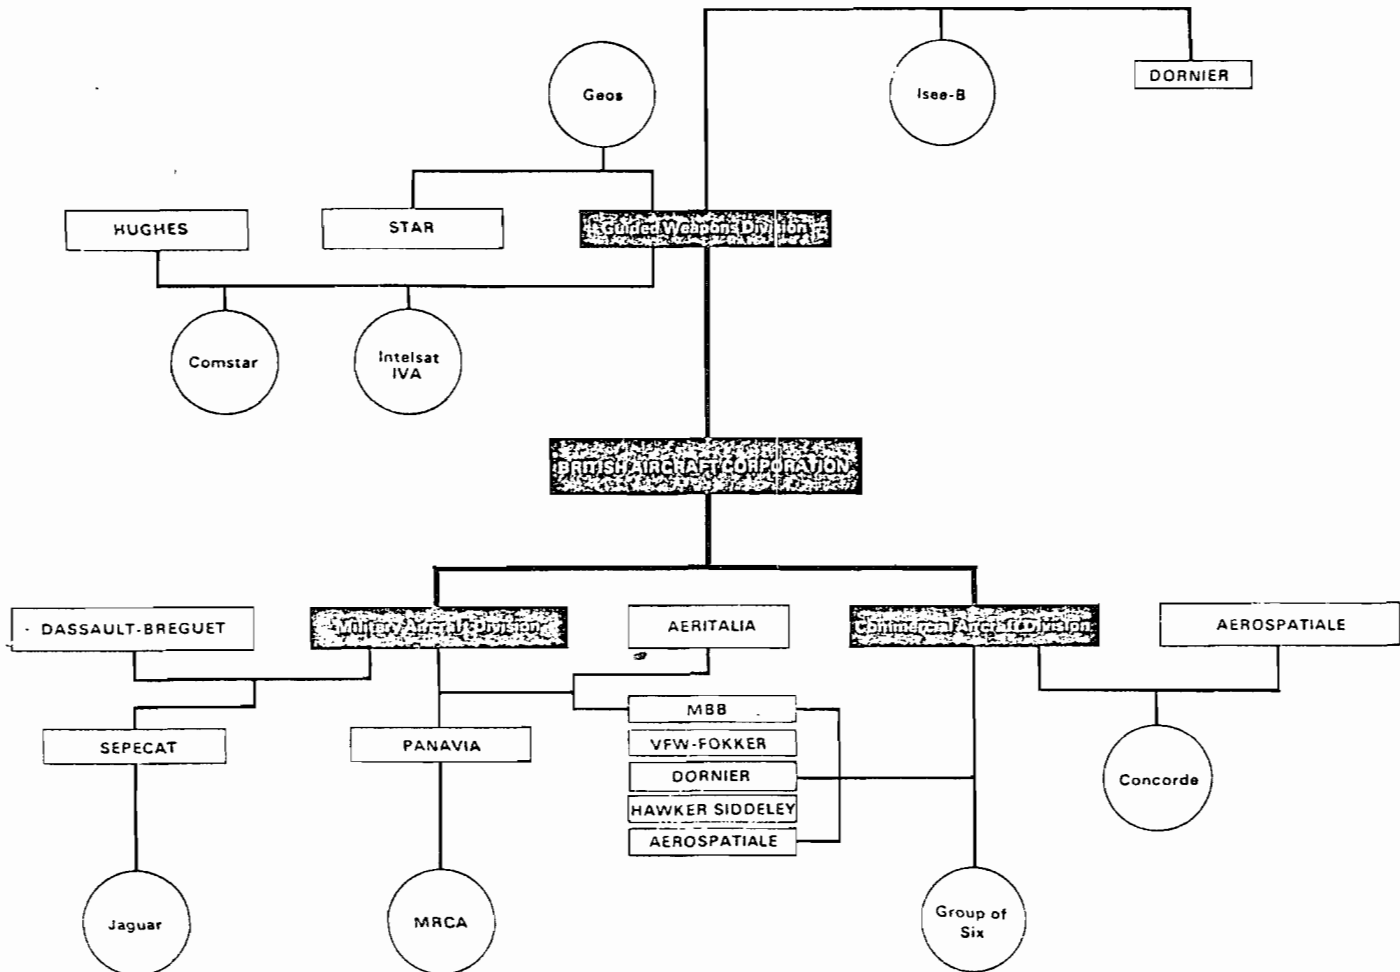 Geos
Isee-B
DORNIER
HUGHES
STAR
Guided Weapons Division
Comstar
Intelsat
IVA
BRITISH AIRCRAFT CORPORATION
DASSAULT-BREGUET
Military Aircraft Division
AERITALIA
Commercial Aircraft Division
AEROSPATIALE
MBB
SEPECAT
PANAVIA
VFW-FOKKER
DORNIER
HAWKER SIDDELEY
AEROSPATIALE
Concorde
Jaguar
MRCA
Group of
Six